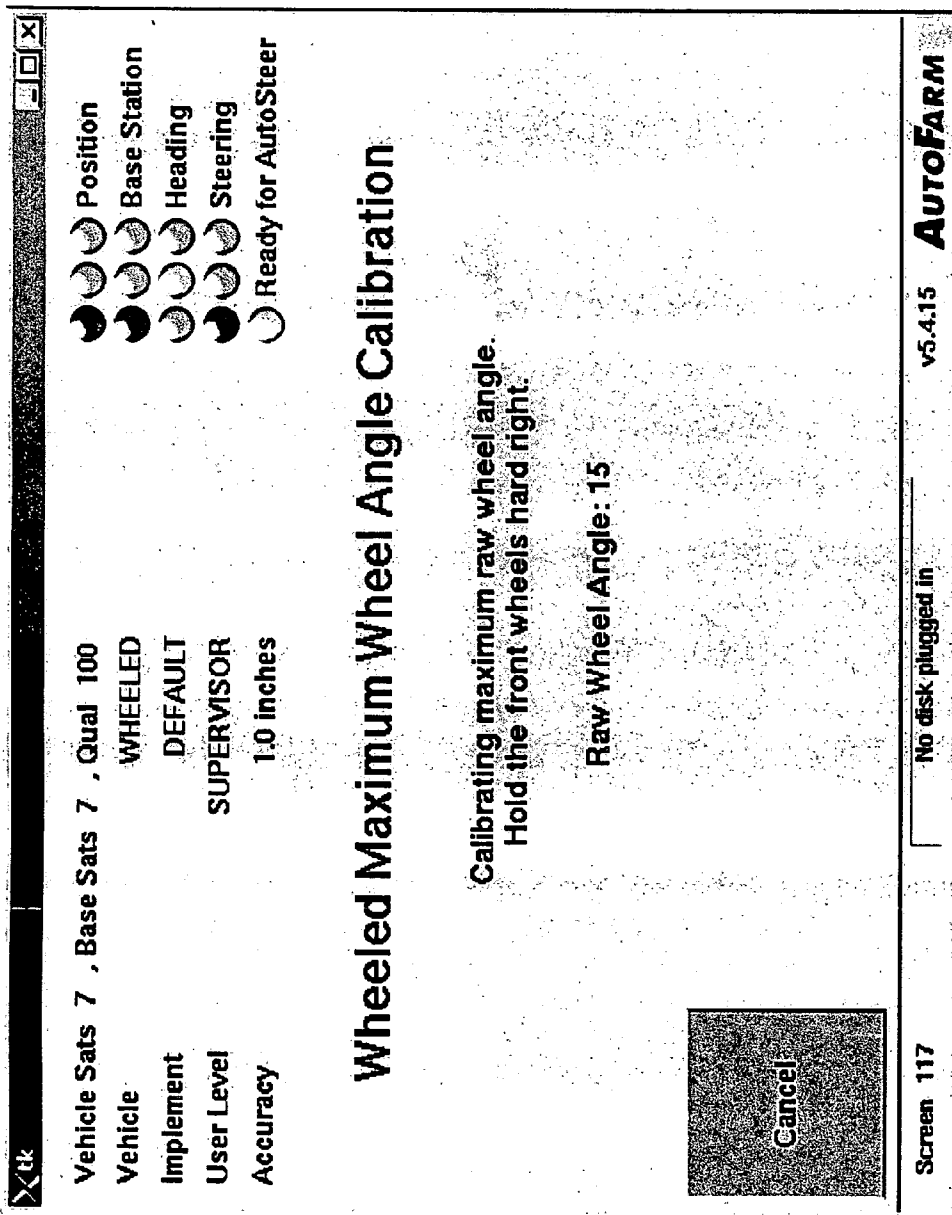 tk
Vehicle Sats 7 , Base Sats 7 , Qual 100
Position
Vehicle WHEELED
Base Station
Implement DEFAULT
Heading
User Level SUPERVISOR
Steering
Accuracy 1.0 inches
Ready for AutoSteer
Wheeled Maximum Wheel Angle Calibration
Calibrating maximum raw wheel angle.
Hold the front wheels hard right.
Raw Wheel Angle: 15
Cancel
Screen 117
No disk plugged in
v5.4.15
AUTOFARM